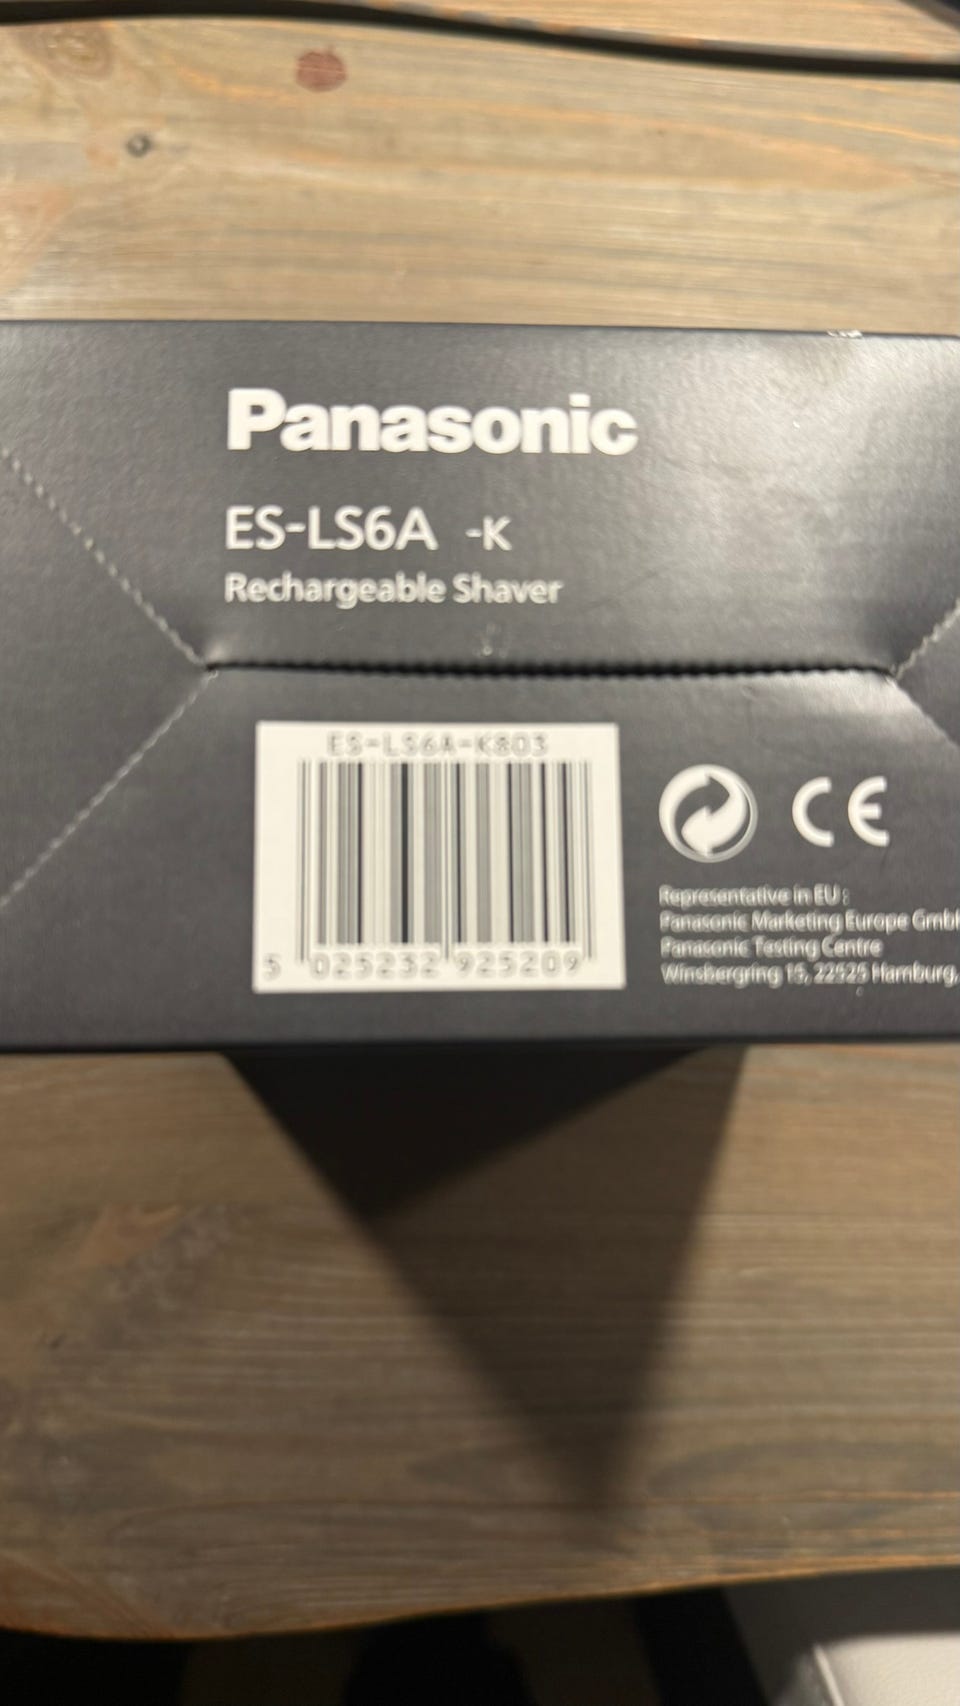 Panasonic
ES-LS6A -K
Rechargeable Shaver
ES-LS6A-K803
5 025232 925209
CE
Representative in EU :
Panasonic Marketing Europe GmbH
Panasonic Testing Centre
Winsbergring 15, 22525 Hamburg,